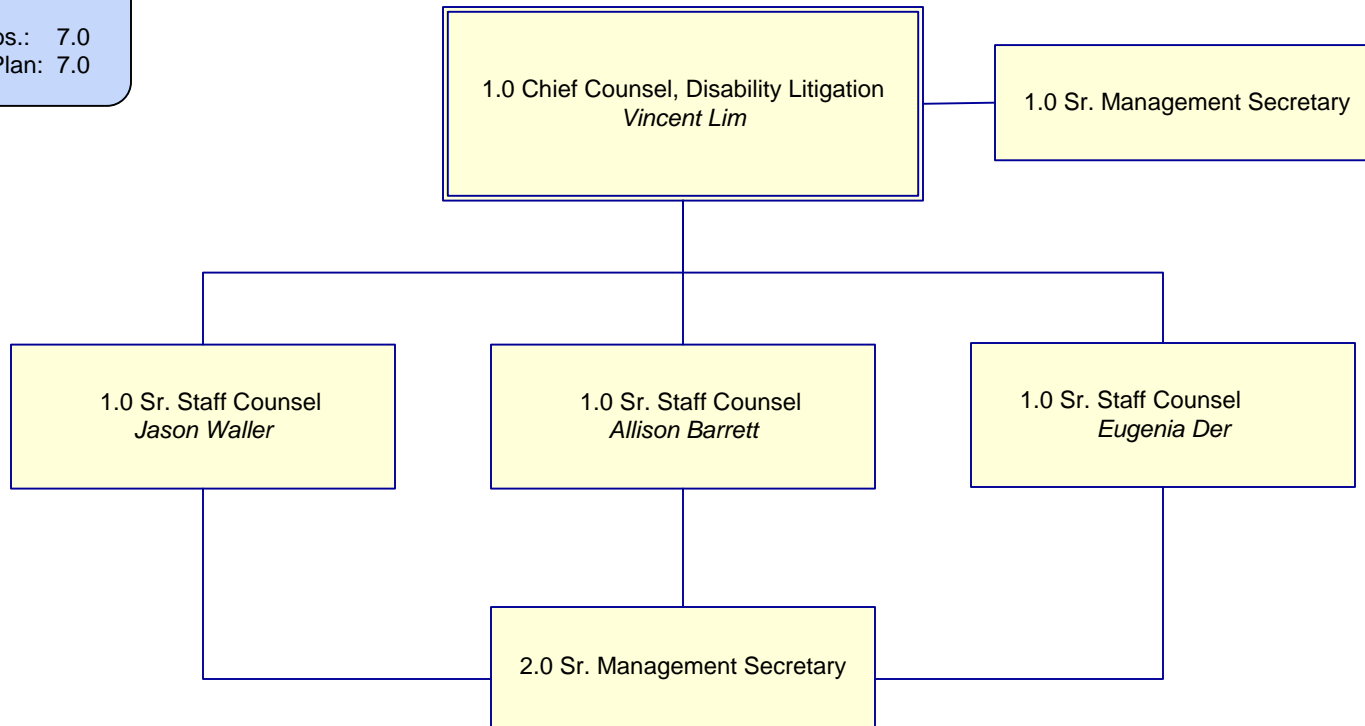 7.0
Plan: 7.0
1.0 Chief Counsel, Disability Litigation
Vincent Lim
1.0 Sr. Management Secretary
1.0 Sr. Staff Counsel
Jason Waller
1.0 Sr. Staff Counsel
Allison Barrett
1.0 Sr. Staff Counsel
Eugenia Der
2.0 Sr. Management Secretary